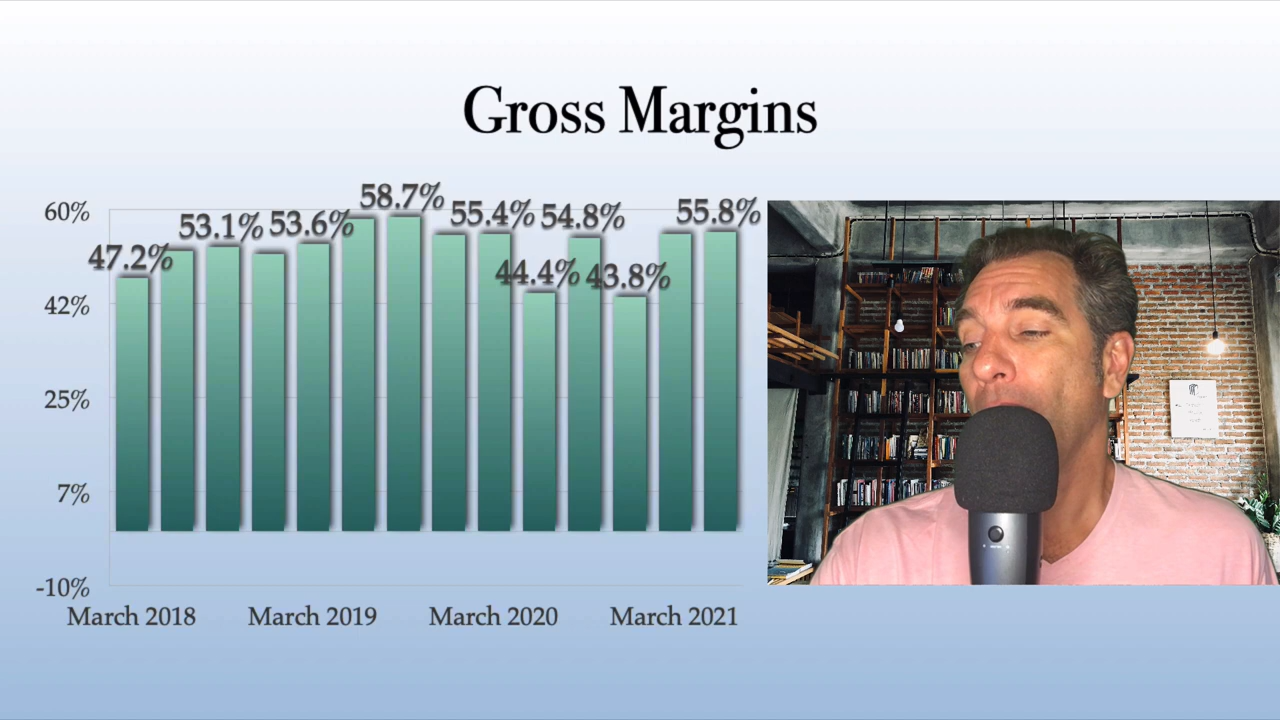 Gross Margins
58.7%
53.1% 53.6% 55.4% 54.8% 55.8%
60%
47.2% 44.4% 43.8%
42%
25%
7%
-10%
March 2018 March 2019 March 2020 March 2021